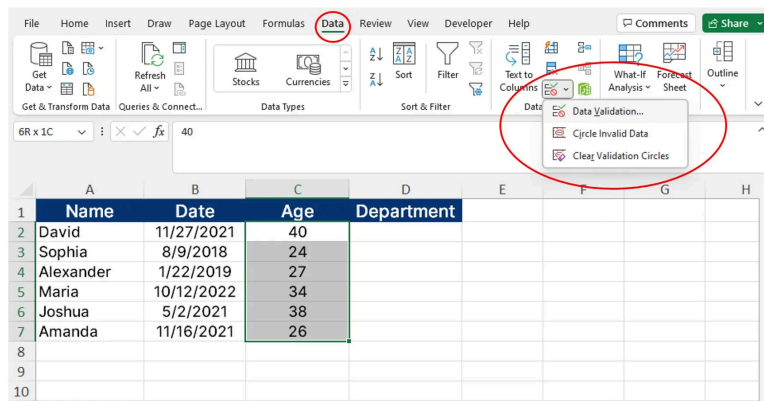 File Home Insert Draw Page Layout Formulas Data Review View Developer Help Comments Share
Get Data
Refresh All
Stocks
Currencies
Sort
Filter
Text to Columns
What-If Analysis
Forecast Sheet
Outline
Get & Transform Data Queries & Connect... Data Types Sort & Filter Data
Data Validation...
Circle Invalid Data
Clear Validation Circles
6R x 1C fx 40
A B C D E F G H
1 Name Date Age Department
2 David 11/27/2021 40
3 Sophia 8/9/2018 24
4 Alexander 1/22/2019 27
5 Maria 10/12/2022 34
6 Joshua 5/2/2021 38
7 Amanda 11/16/2021 26
8
9
10